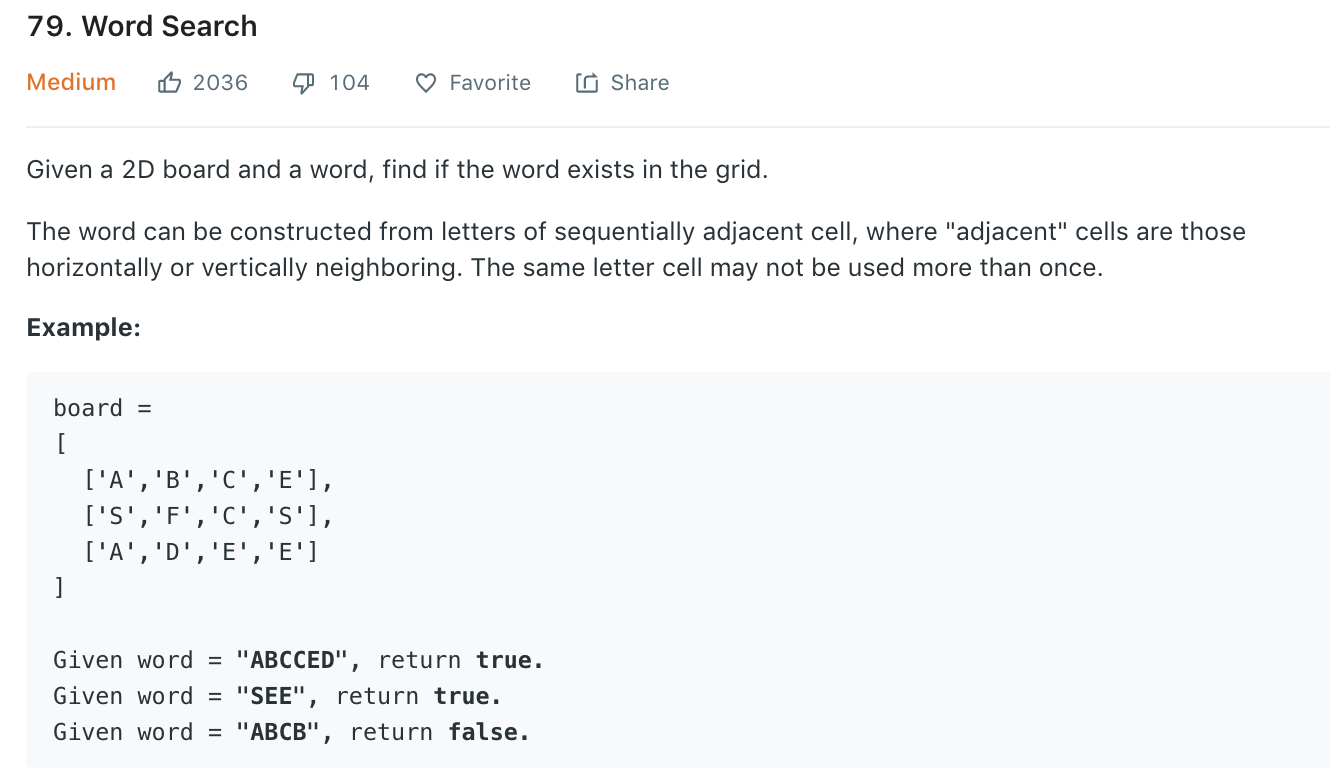 79. Word Search
Medium 2036 104 Favorite Share
Given a 2D board and a word, find if the word exists in the grid.
The word can be constructed from letters of sequentially adjacent cell, where "adjacent" cells are those
horizontally or vertically neighboring. The same letter cell may not be used more than once.
Example:
board =
[
  ['A','B','C','E'],
  ['S','F','C','S'],
  ['A','D','E','E']
]
Given word = "ABCCED", return true.
Given word = "SEE", return true.
Given word = "ABCB", return false.